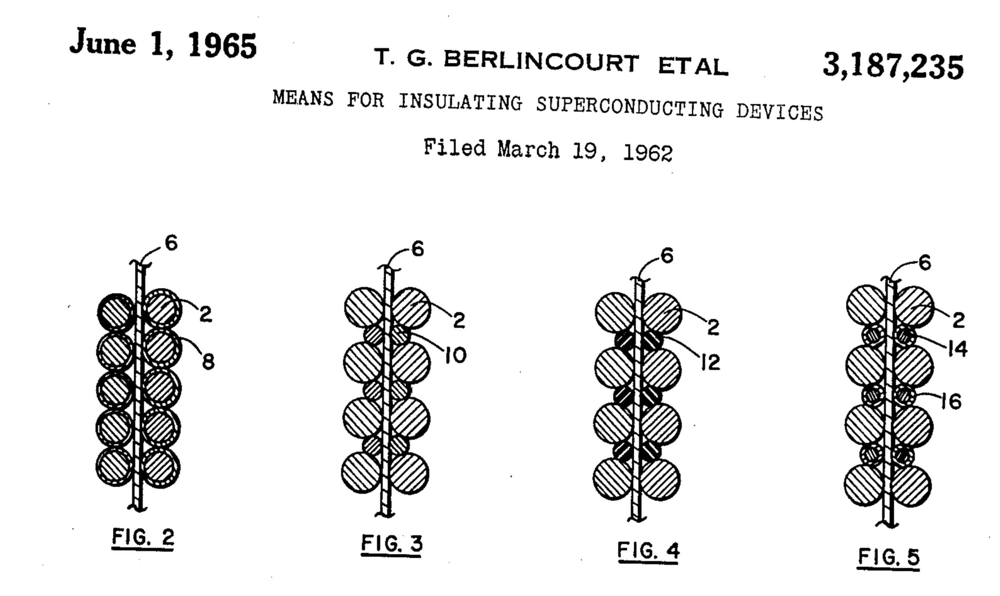 June 1, 1965
T. G. BERLINCOURT ETAL
3,187,235
MEANS FOR INSULATING SUPERCONDUCTING DEVICES
Filed March 19, 1962
6
2
8
FIG. 2
6
2
10
FIG. 3
6
2
12
FIG. 4
6
2
14
16
FIG. 5